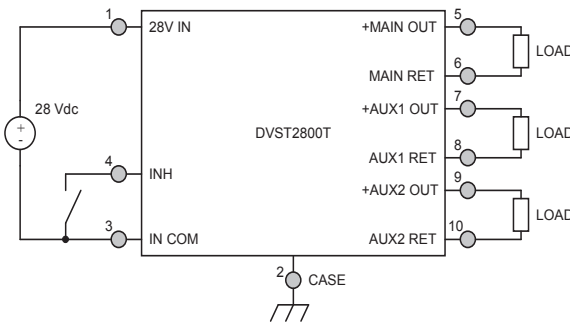 1
28V IN
28 Vdc
+
-
4
INH
3
IN COM
DVST2800T
2
CASE
+MAIN OUT
5
LOAD
MAIN RET
6
+AUX1 OUT
7
LOAD
AUX1 RET
8
+AUX2 OUT
9
LOAD
AUX2 RET
10